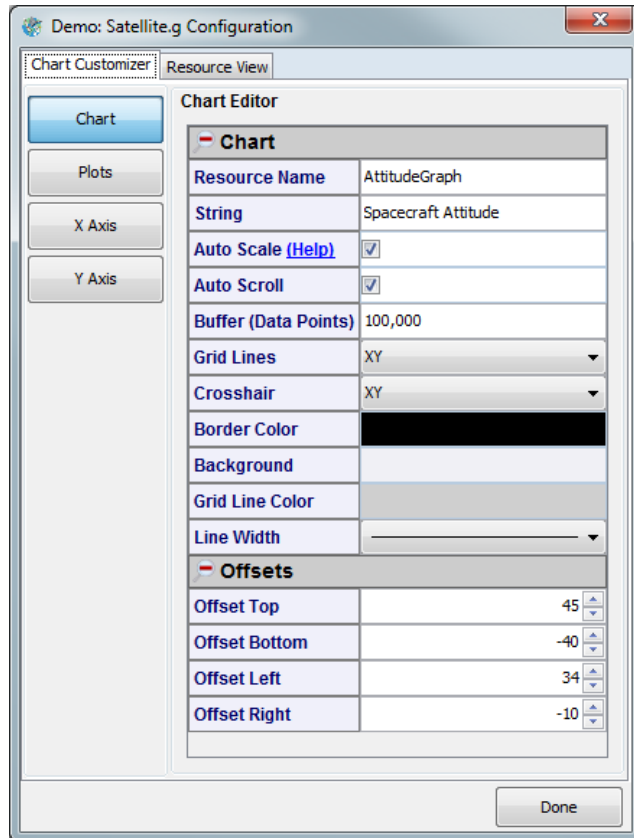 Demo: Satellite.g Configuration
Chart Customizer Resource View
Chart Editor
Chart
Plots
X Axis
Y Axis
Chart
Resource Name AttitudeGraph
String Spacecraft Attitude
Auto Scale (Help)
Auto Scroll
Buffer (Data Points) 100,000
Grid Lines XY
Crosshair XY
Border Color
Background
Grid Line Color
Line Width
Offsets
Offset Top 45
Offset Bottom -40
Offset Left 34
Offset Right -10
Done